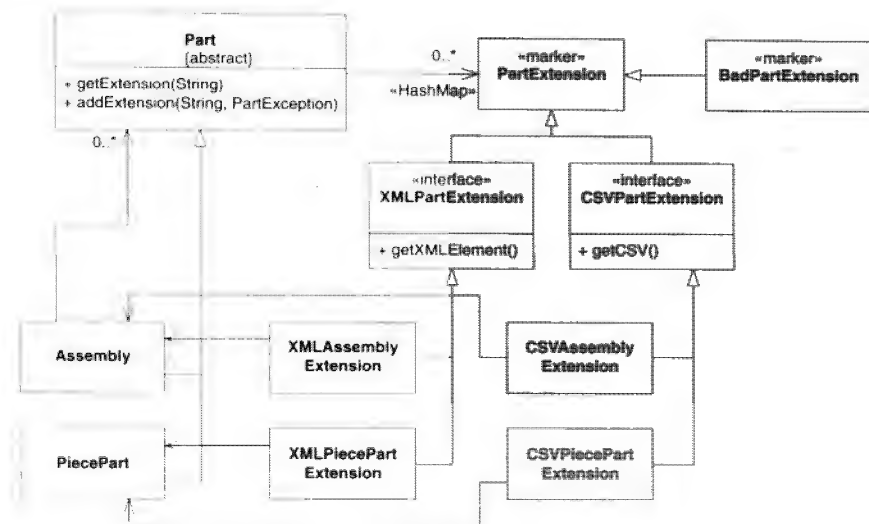 Part
{abstract}
+ getExtension(String)
+ addExtension(String, PartException)
0..*
«HashMap»
«marker»
PartExtension
«marker»
BadPartExtension
0..*
«interface»
XMLPartExtension
+ getXMLElement()
«interface»
CSVPartExtension
+ getCSV()
Assembly
XMLAssembly
Extension
CSVAssembly
Extension
PiecePart
XMLPiecePart
Extension
CSVPiecePart
Extension